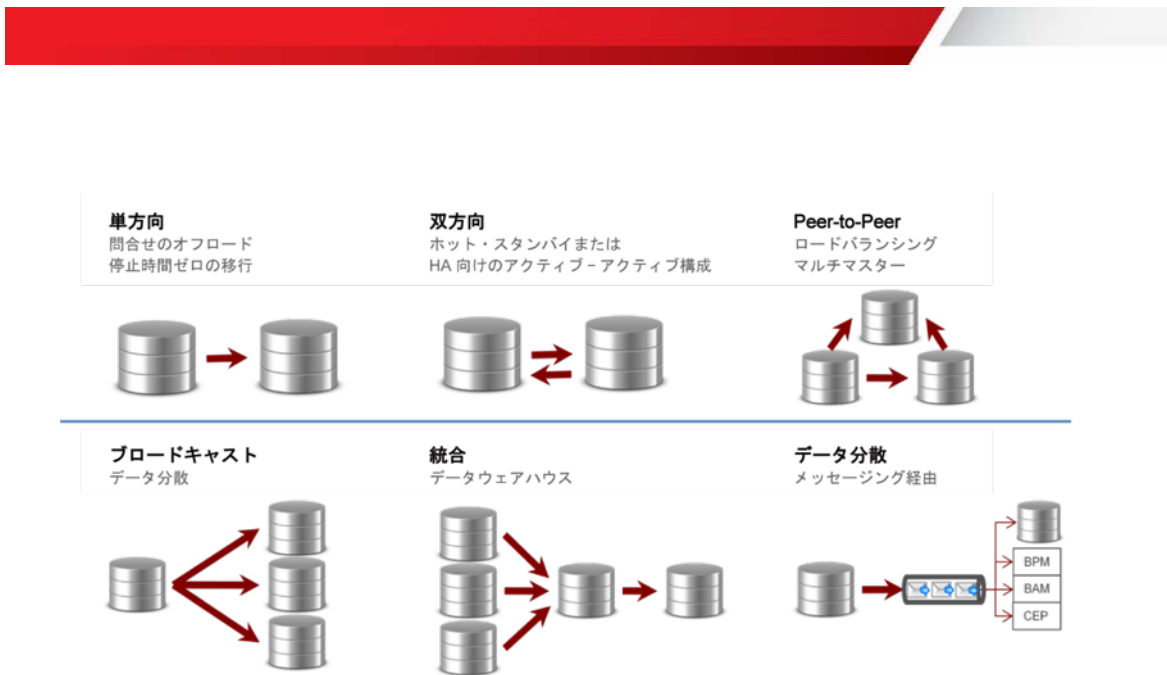 単方向
問合せのオフロード
停止時間ゼロの移行
双方向
ホット・スタンバイまたは
HA 向けのアクティブ – アクティブ構成
Peer-to-Peer
ロードバランシング
マルチマスター
ブロードキャスト
データ分散
統合
データウェアハウス
データ分散
メッセージング経由
BPM
BAM
CEP